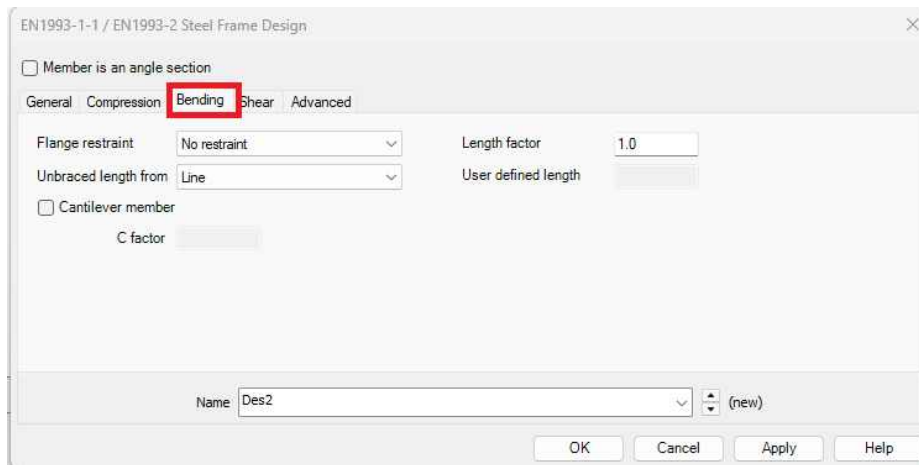 EN1993-1-1 / EN1993-2 Steel Frame Design
Member is an angle section
General Compression Bending Shear Advanced
Flange restraint No restraint Length factor 1.0
Unbraced length from Line User defined length
Cantilever member
C factor
Name Des2 (new)
OK Cancel Apply Help